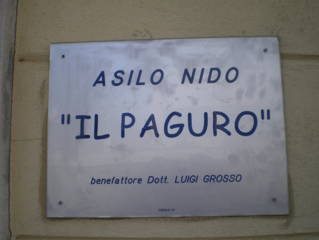 ASILO NIDO
"IL PAGURO"
benefattore Dott. LUIGI GROSSO